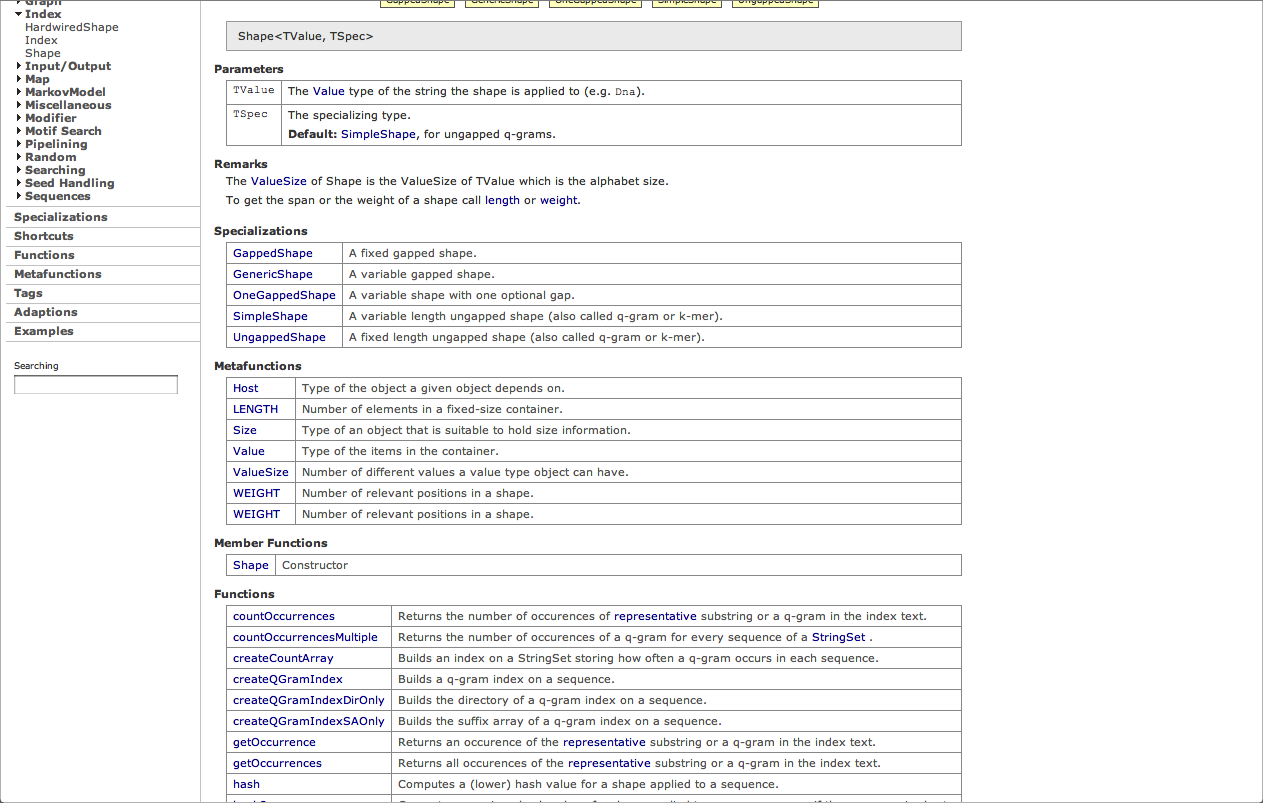 Graph
Index
HardwiredShape
Index
Shape
Input/Output
Map
MarkovModel
Miscellaneous
Modifier
Motif Search
Pipelining
Random
Searching
Seed Handling
Sequences
Specializations
Shortcuts
Functions
Metafunctions
Tags
Adaptions
Examples
Searching
GappedShape GenericShape OneGappedShape SimpleShape UngappedShape
Shape<TValue, TSpec>
Parameters
TValue The Value type of the string the shape is applied to (e.g. Dna).
TSpec The specializing type.
Default: SimpleShape, for ungapped q-grams.
Remarks
The ValueSize of Shape is the ValueSize of TValue which is the alphabet size.
To get the span or the weight of a shape call length or weight.
Specializations
GappedShape A fixed gapped shape.
GenericShape A variable gapped shape.
OneGappedShape A variable shape with one optional gap.
SimpleShape A variable length ungapped shape (also called q-gram or k-mer).
UngappedShape A fixed length ungapped shape (also called q-gram or k-mer).
Metafunctions
Host Type of the object a given object depends on.
LENGTH Number of elements in a fixed-size container.
Size Type of an object that is suitable to hold size information.
Value Type of the items in the container.
ValueSize Number of different values a value type object can have.
WEIGHT Number of relevant positions in a shape.
WEIGHT Number of relevant positions in a shape.
Member Functions
Shape Constructor
Functions
countOccurrences Returns the number of occurences of representative substring or a q-gram in the index text.
countOccurrencesMultiple Returns the number of occurences of a q-gram for every sequence of a StringSet .
createCountArray Builds an index on a StringSet storing how often a q-gram occurs in each sequence.
createQGramIndex Builds a q-gram index on a sequence.
createQGramIndexDirOnly Builds the directory of a q-gram index on a sequence.
createQGramIndexSAOnly Builds the suffix array of a q-gram index on a sequence.
getOccurrence Returns an occurence of the representative substring or a q-gram in the index text.
getOccurrences Returns all occurences of the representative substring or a q-gram in the index text.
hash Computes a (lower) hash value for a shape applied to a sequence.